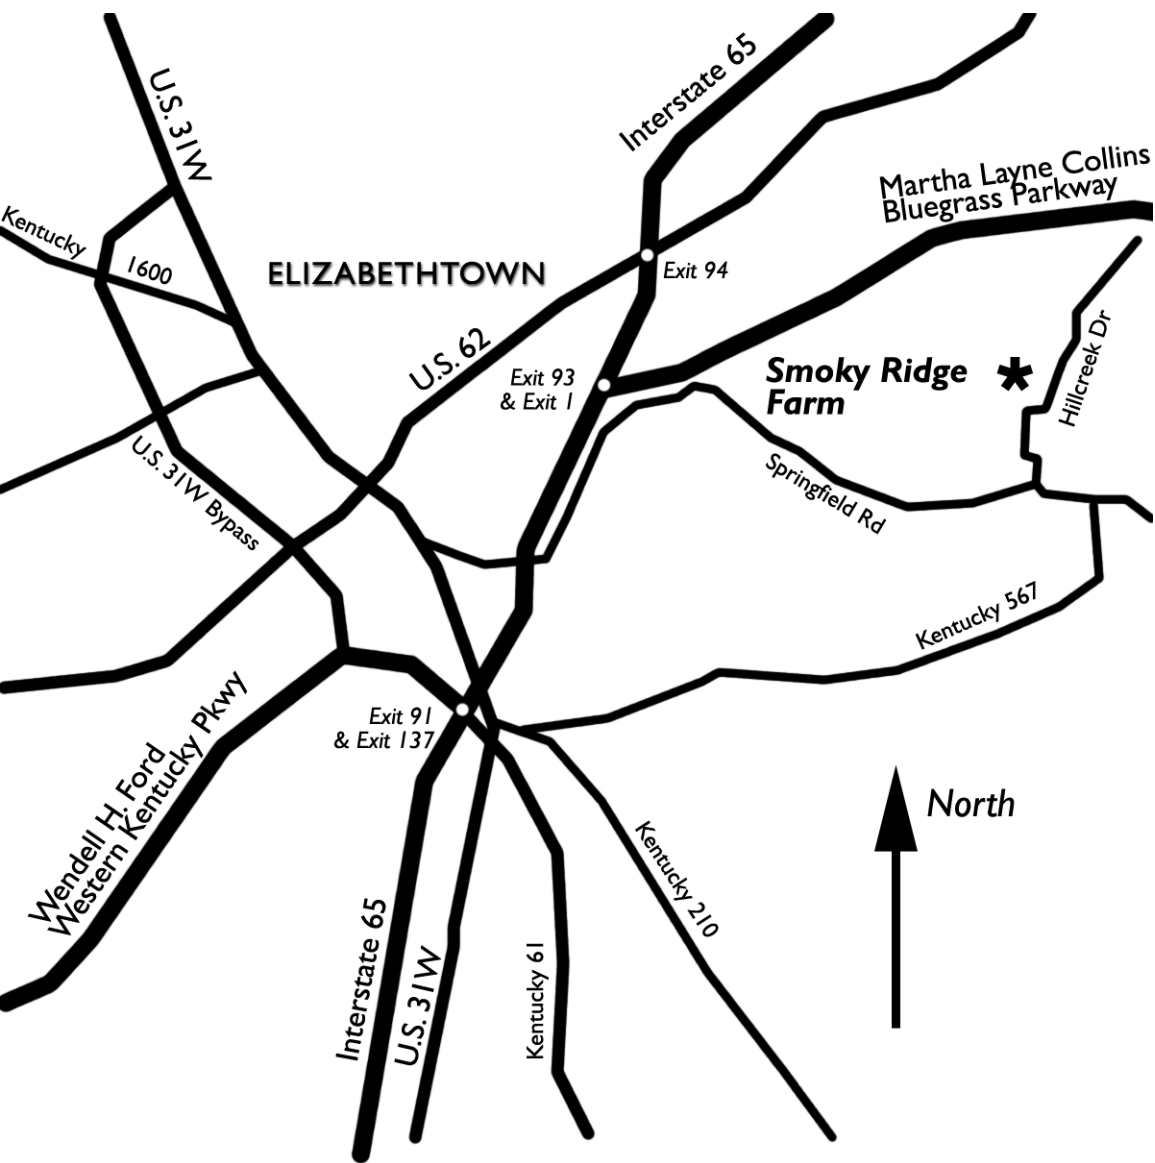 U.S. 31W
Interstate 65
Martha Layne Collins
Bluegrass Parkway
Kentucky
1600
ELIZABETHTOWN
Exit 94
U.S. 62
Exit 93
& Exit 1
Smoky Ridge
Farm
*
Hillcreek Dr
U.S. 31W Bypass
Springfield Rd
Kentucky 567
Exit 91
& Exit 137
Wendell H. Ford
Western Kentucky Pkwy
North
Kentucky 210
Interstate 65
U.S. 31W
Kentucky 61